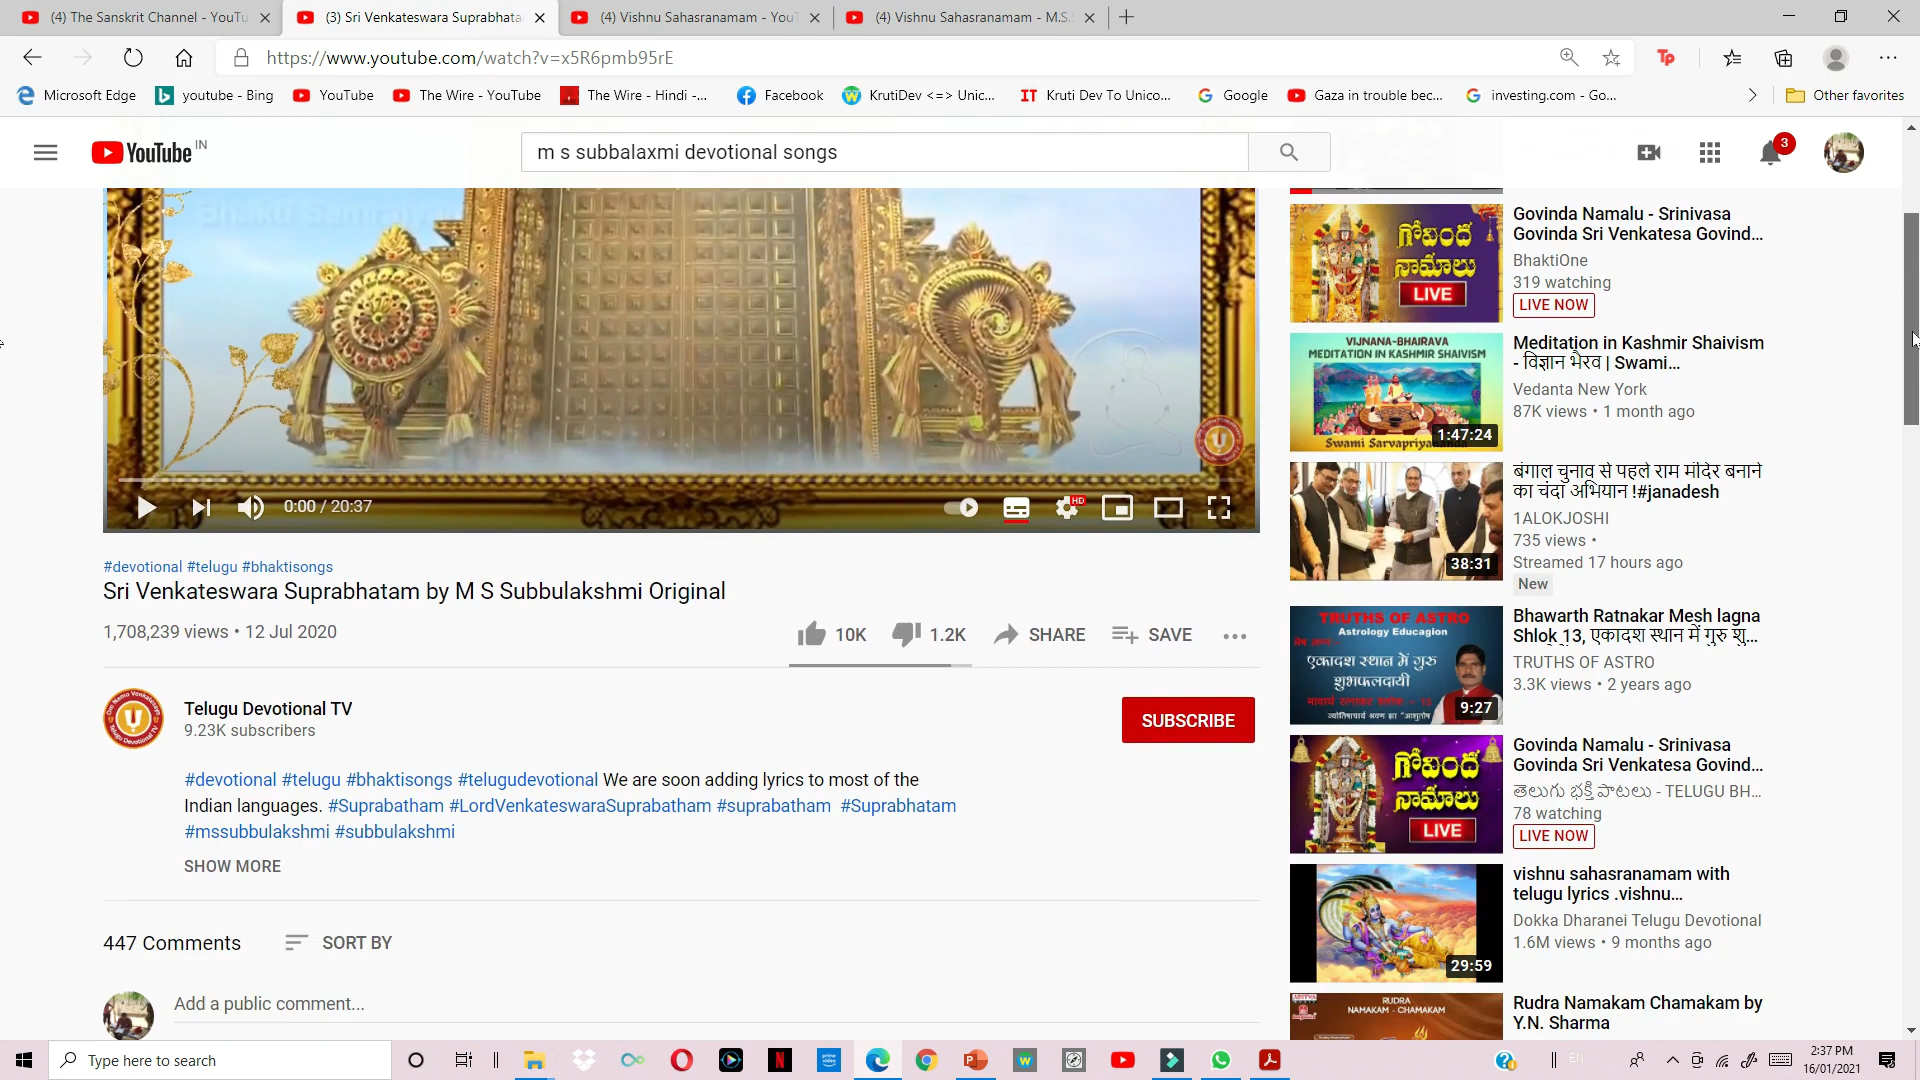 (4) The Sanskrit Channel - YouTu
(3) Sri Venkateswara Suprabhata
(4) Vishnu Sahasranamam - YouT
(4) Vishnu Sahasranamam - M.S.
https://www.youtube.com/watch?v=x5R6pmb95rE
Microsoft Edge
youtube - Bing
YouTube
The Wire - YouTube
The Wire - Hindi -...
Facebook
KrutiDev <=> Unic...
IT Kruti Dev To Unico...
Google
Gaza in trouble bec...
investing.com - Go...
Other favorites
YouTube IN
m s subbalaxmi devotional songs
3
0:00 / 20:37
HD
#devotional #telugu #bhaktisongs
Sri Venkateswara Suprabhatam by M S Subbulakshmi Original
1,708,239 views • 12 Jul 2020
10K
1.2K
SHARE
SAVE
Telugu Devotional TV
9.23K subscribers
SUBSCRIBE
#devotional #telugu #bhaktisongs #telugudevotional We are soon adding lyrics to most of the
Indian languages. #Suprabatham #LordVenkateswaraSuprabatham #suprabatham #Suprabhatam
#mssubbulakshmi #subbulakshmi
SHOW MORE
447 Comments
SORT BY
Add a public comment...
గోవింద
నామాలు
LIVE
Govinda Namalu - Srinivasa
Govinda Sri Venkatesa Govind...
BhaktiOne
319 watching
LIVE NOW
VIJNANA-BHAIRAVA
MEDITATION IN KASHMIR SHAIVISM
1:47:24
Meditation in Kashmir Shaivism
- विज्ञान भैरव | Swami...
Vedanta New York
87K views • 1 month ago
38:31
बंगाल चुनाव से पहले राम मंदिर बनाने
का चंदा अभियान !#janadesh
1ALOKJOSHI
735 views •
Streamed 17 hours ago
New
TRUTHS OF ASTRO
Astrology Educagion
एकादश स्थान में गुरु
शुभफलदायी
9:27
Bhawarth Ratnakar Mesh lagna
Shlok 13, एकादश स्थान में गुरु शु...
TRUTHS OF ASTRO
3.3K views • 2 years ago
గోవింద
నామాలు
LIVE
Govinda Namalu - Srinivasa
Govinda Sri Venkatesa Govind...
తెలుగు భక్తి పాటలు - TELUGU BH...
78 watching
LIVE NOW
29:59
vishnu sahasranamam with
telugu lyrics .vishnu...
Dokka Dharanei Telugu Devotional
1.6M views • 9 months ago
RUDRA
NAMAKAM - CHAMAKAM
Rudra Namakam Chamakam by
Y.N. Sharma
Type here to search
EN
2:37 PM
16/01/2021